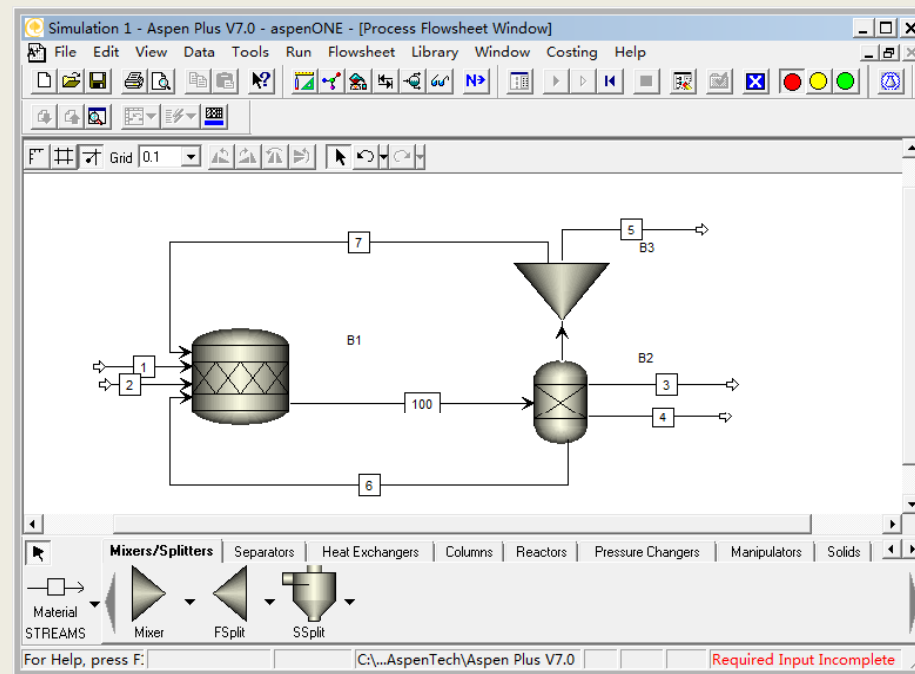 Simulation 1 - Aspen Plus V7.0 - aspenONE - [Process Flowsheet Window]
File Edit View Data Tools Run Flowsheet Library Window Costing Help
N>
Grid 0.1
5
B3
7
B1
B2
1
2
3
100
4
6
Mixers/Splitters Separators Heat Exchangers Columns Reactors Pressure Changers Manipulators Solids
Material
STREAMS Mixer FSplit SSplit
For Help, press F: C:\...AspenTech\Aspen Plus V7.0 Required Input Incomplete